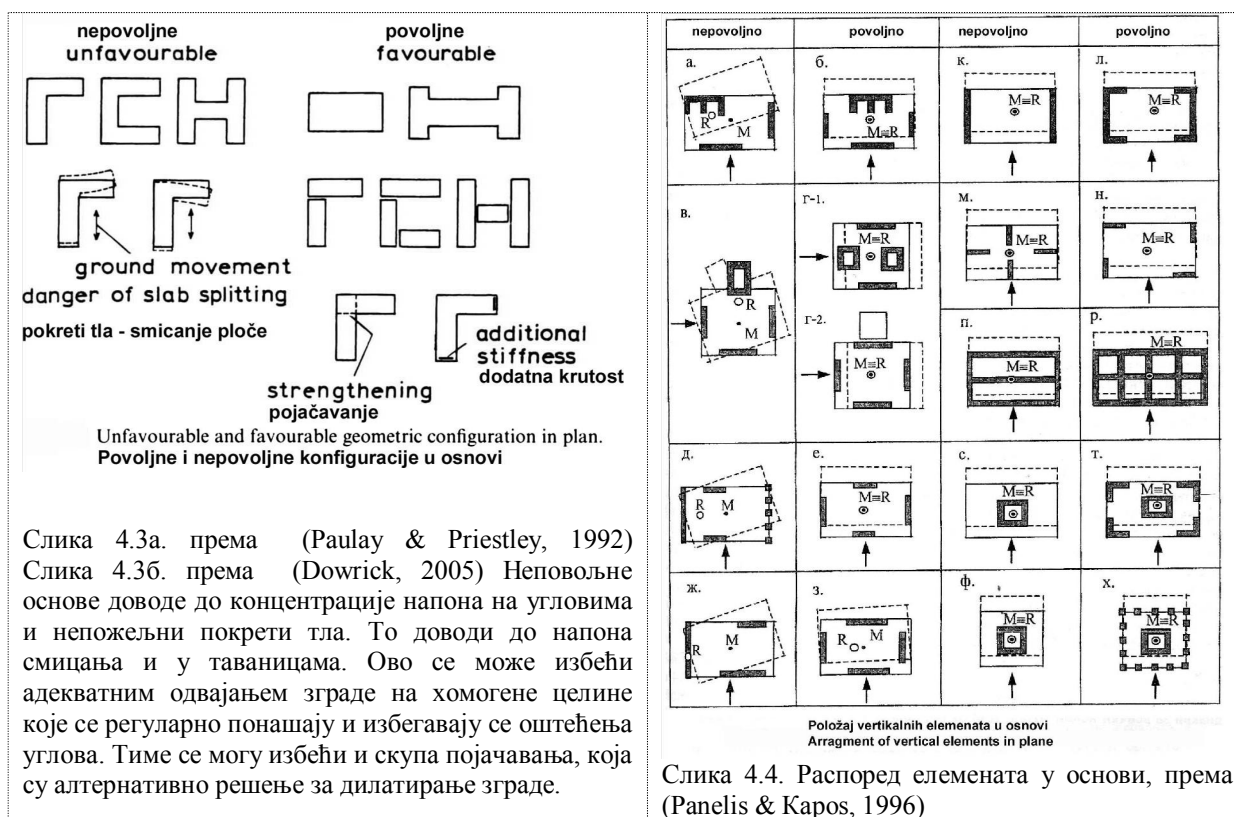 nepovoljne
unfavourable
povoljne
favourable
ground movement
danger of slab splitting
pokreti tla - smicanje ploče
additional
stiffness
dodatna krutost
strengthening
pojačavanje
Unfavourable and favourable geometric configuration in plan.
Povoljne i nepovoljne konfiguracije u osnovi
Слика 4.3а. према (Paulay & Priestley, 1992)
Слика 4.3б. према (Dowrick, 2005) Неповољне
основе доводе до концентрације напона на угловима
и непожељни покрети тла. То доводи до напона
смицања и у таваницама. Ово се може избећи
адекватним одвајањем зграде на хомогене целине
које се регуларно понашају и избегавају се оштећења
углова. Тиме се могу избећи и скупа појачавања, која
су алтернативно решење за дилатирање зграде.
nepovoljno
povoljno
nepovoljno
povoljno
а.
R
M
б.
M≡R
к.
M≡R
л.
M≡R
в.
R
M
г-1.
M≡R
г-2.
M≡R
м.
M≡R
н.
M≡R
п.
M≡R
р.
M≡R
д.
R
M
е.
M≡R
с.
M≡R
т.
M≡R
ж.
R
M
з.
R
M
ф.
M≡R
х.
M≡R
Položaj vertikalnih elemenata u osnovi
Arragment of vertical elements in plane
Слика 4.4. Распоред елемената у основи, према
(Panelis & Kapos, 1996)